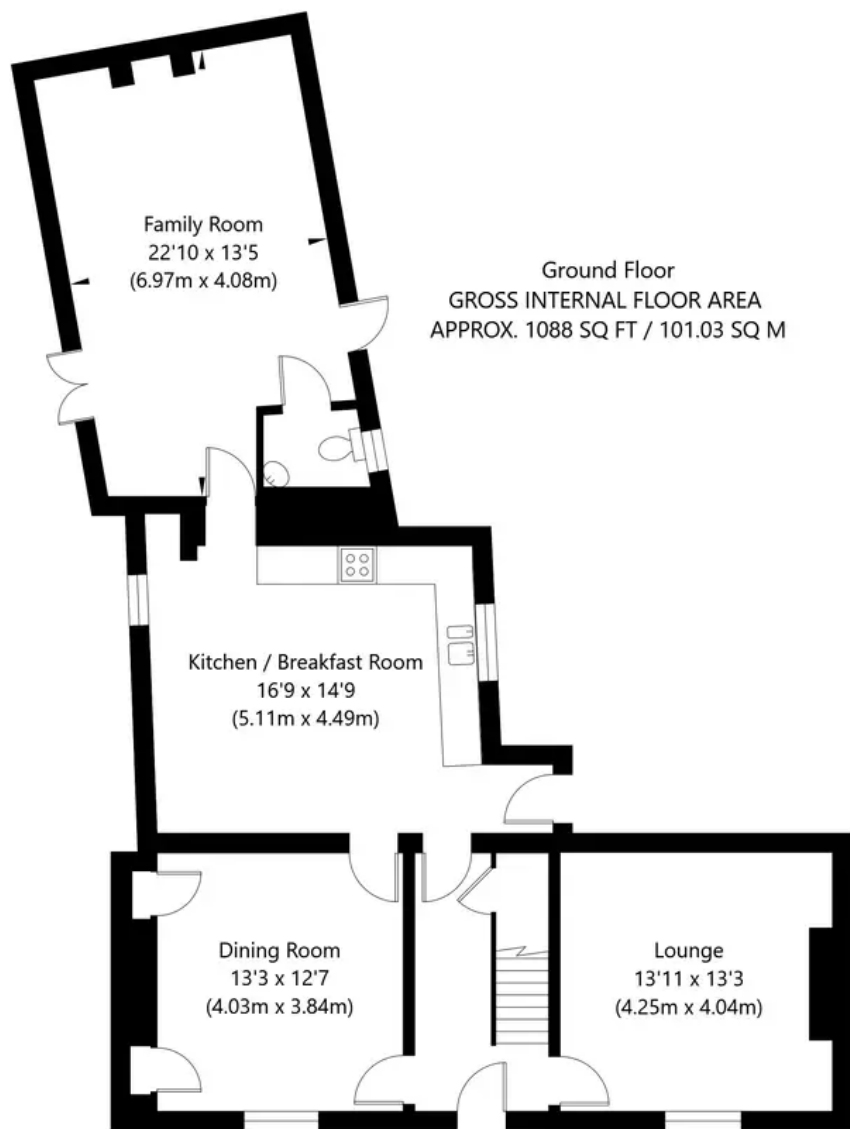 Family Room
22'10 x 13'5
(6.97m x 4.08m)
Ground Floor
GROSS INTERNAL FLOOR AREA
APPROX. 1088 SQ FT / 101.03 SQ M
Kitchen / Breakfast Room
16'9 x 14'9
(5.11m x 4.49m)
Dining Room
13'3 x 12'7
(4.03m x 3.84m)
Lounge
13'11 x 13'3
(4.25m x 4.04m)